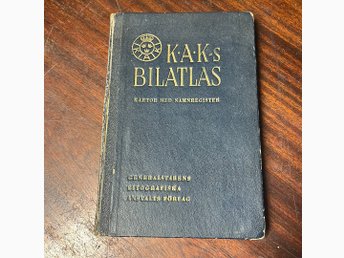 K·A·K-s
BILATLAS
KARTOR MED NAMNREGISTER
GENERALSTABENS
LITOGRAFISKA
ANSTALTS FÖRLAG